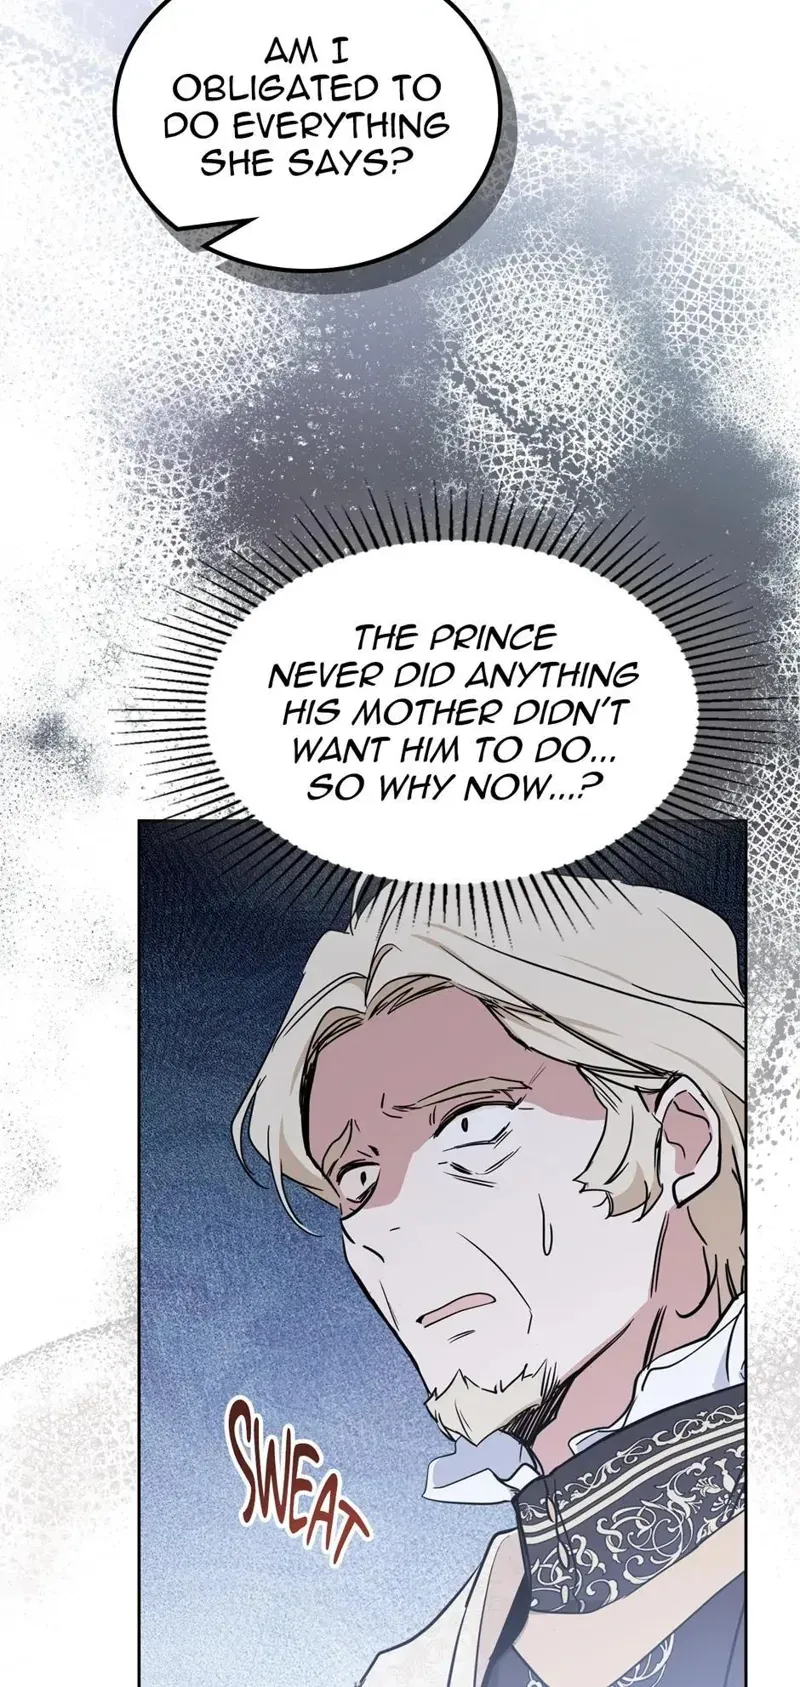 AM I
OBLIGATED TO
DO EVERYTHING
SHE SAYS?
THE PRINCE
NEVER DID ANYTHING
HIS MOTHER DIDN'T
WANT HIM TO DO...
SO WHY NOW...?
SWEAT